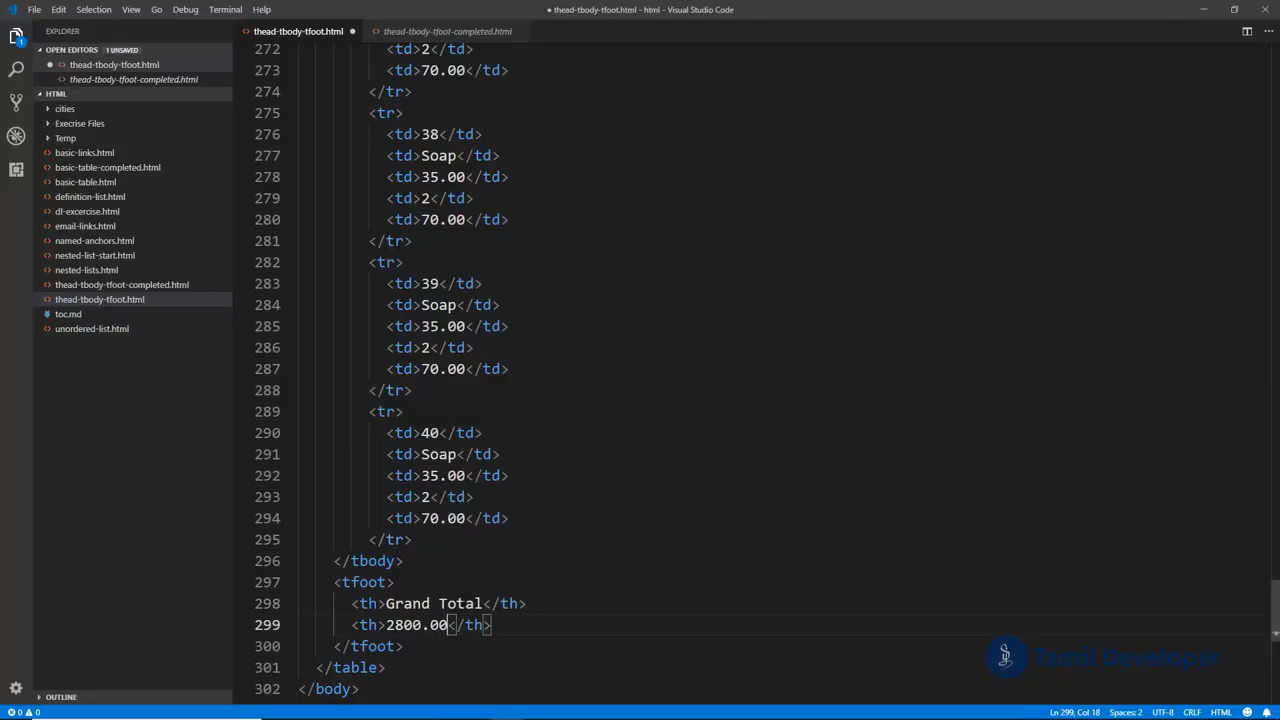 File Edit Selection View Go Debug Terminal Help
● thead-tbody-tfoot.html - html - Visual Studio Code
EXPLORER
OPEN EDITORS 1 UNSAVED
thead-tbody-tfoot.html
thead-tbody-tfoot-completed.html
HTML
cities
Execrise Files
Temp
basic-links.html
basic-table-completed.html
basic-table.html
definition-list.html
dl-excercise.html
email-links.html
named-anchors.html
nested-list-start.html
nested-lists.html
thead-tbody-tfoot-completed.html
thead-tbody-tfoot.html
toc.md
unordered-list.html
OUTLINE
1
thead-tbody-tfoot.html
thead-tbody-tfoot-completed.html
272 <td>2</td>
273 <td>70.00</td>
274 </tr>
275 <tr>
276 <td>38</td>
277 <td>Soap</td>
278 <td>35.00</td>
279 <td>2</td>
280 <td>70.00</td>
281 </tr>
282 <tr>
283 <td>39</td>
284 <td>Soap</td>
285 <td>35.00</td>
286 <td>2</td>
287 <td>70.00</td>
288 </tr>
289 <tr>
290 <td>40</td>
291 <td>Soap</td>
292 <td>35.00</td>
293 <td>2</td>
294 <td>70.00</td>
295 </tr>
296 </tbody>
297 <tfoot>
298 <th>Grand Total</th>
299 <th>2800.00</th>
300 </tfoot>
301 </table>
302 </body>
Tamil Developer
0 0
Ln 299, Col 18 Spaces: 2 UTF-8 CRLF HTML